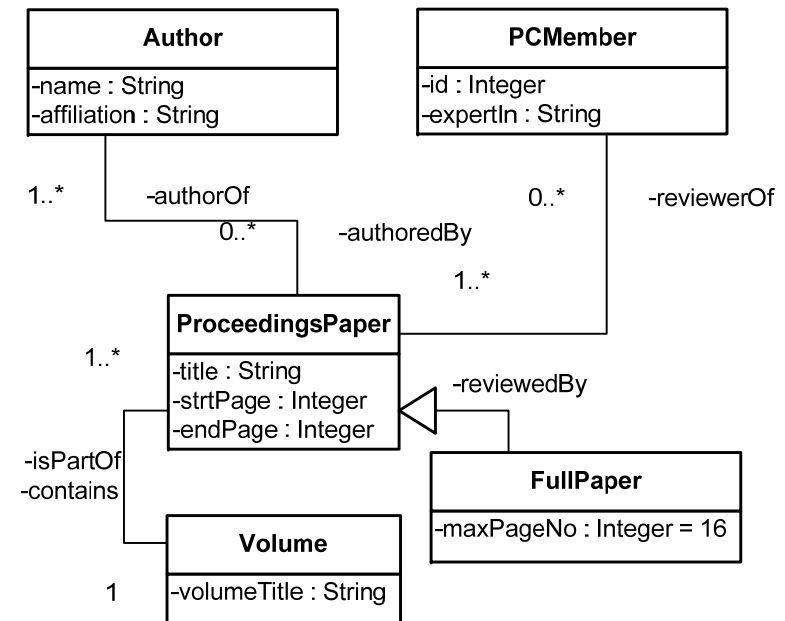 Author
-name : String
-affiliation : String
PCMember
-id : Integer
-expertIn : String
1..*
-authorOf
0..*
-authoredBy
0..*
-reviewerOf
1..*
ProceedingsPaper
-title : String
-strtPage : Integer
-endPage : Integer
1..*
-reviewedBy
-isPartOf
-contains
FullPaper
-maxPageNo : Integer = 16
Volume
-volumeTitle : String
1